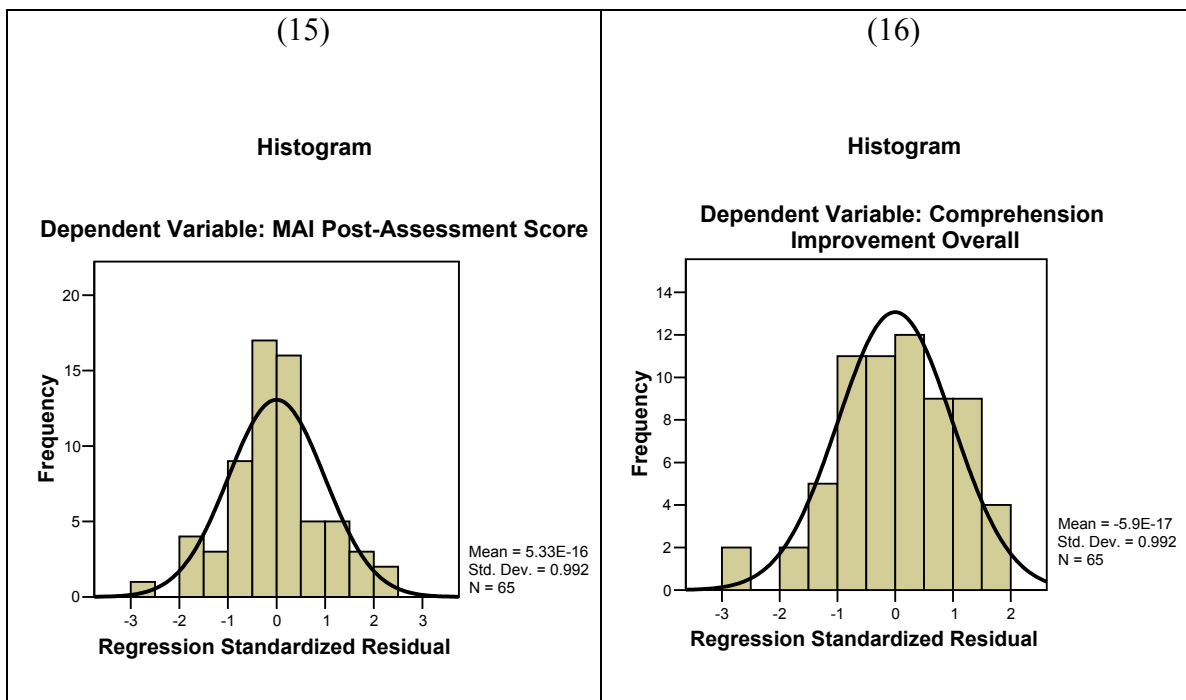 (15)
Histogram
Dependent Variable: MAI Post-Assessment Score
20
15
10
5
0
Frequency
-3 -2 -1 0 1 2 3
Regression Standardized Residual
Mean = 5.33E-16
Std. Dev. = 0.992
N = 65
(16)
Histogram
Dependent Variable: Comprehension
Improvement Overall
14
12
10
8
6
4
2
0
Frequency
-3 -2 -1 0 1 2
Regression Standardized Residual
Mean = -5.9E-17
Std. Dev. = 0.992
N = 65